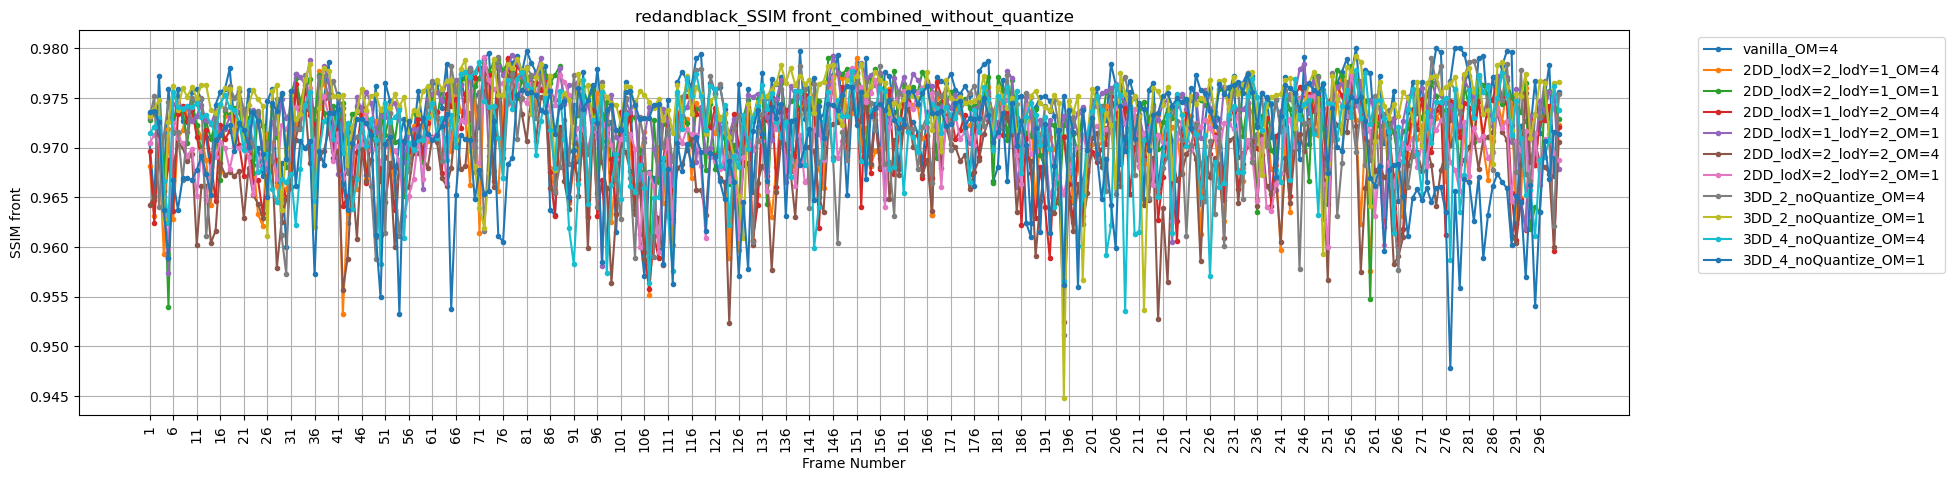 redandblack_SSIM front_combined_without_quantize
SSIM front
0.980
0.975
0.970
0.965
0.960
0.955
0.950
0.945
1 6 11 16 21 26 31 36 41 46 51 56 61 66 71 76 81 86 91 96 101 106 111 116 121 126 131 136 141 146 151 156 161 166 171 176 181 186 191 196 201 206 211 216 221 226 231 236 241 246 251 256 261 266 271 276 281 286 291 296
Frame Number
vanilla_OM=4
2DD_lodX=2_lodY=1_OM=4
2DD_lodX=2_lodY=1_OM=1
2DD_lodX=1_lodY=2_OM=4
2DD_lodX=1_lodY=2_OM=1
2DD_lodX=2_lodY=2_OM=4
2DD_lodX=2_lodY=2_OM=1
3DD_2_noQuantize_OM=4
3DD_2_noQuantize_OM=1
3DD_4_noQuantize_OM=4
3DD_4_noQuantize_OM=1